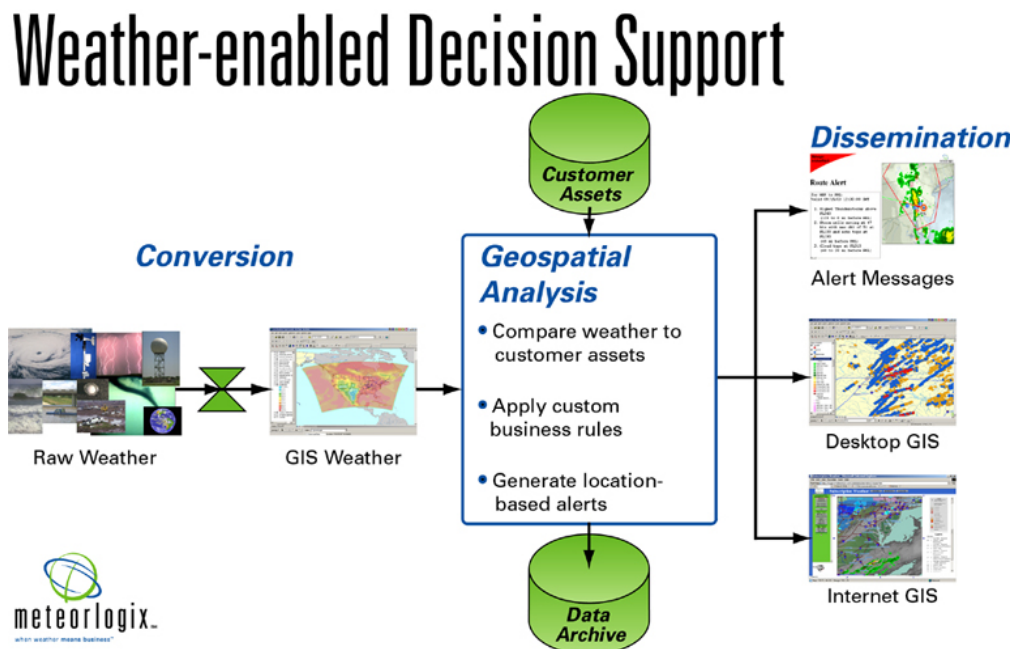 Weather-enabled Decision Support
Customer
Assets
Dissemination
Route Alert
Alert Messages
Conversion
Geospatial
Analysis
• Compare weather to
customer assets
• Apply custom
business rules
• Generate location-
based alerts
Raw Weather
GIS Weather
Desktop GIS
Internet GIS
Data
Archive
meteorlogix
when weather means business